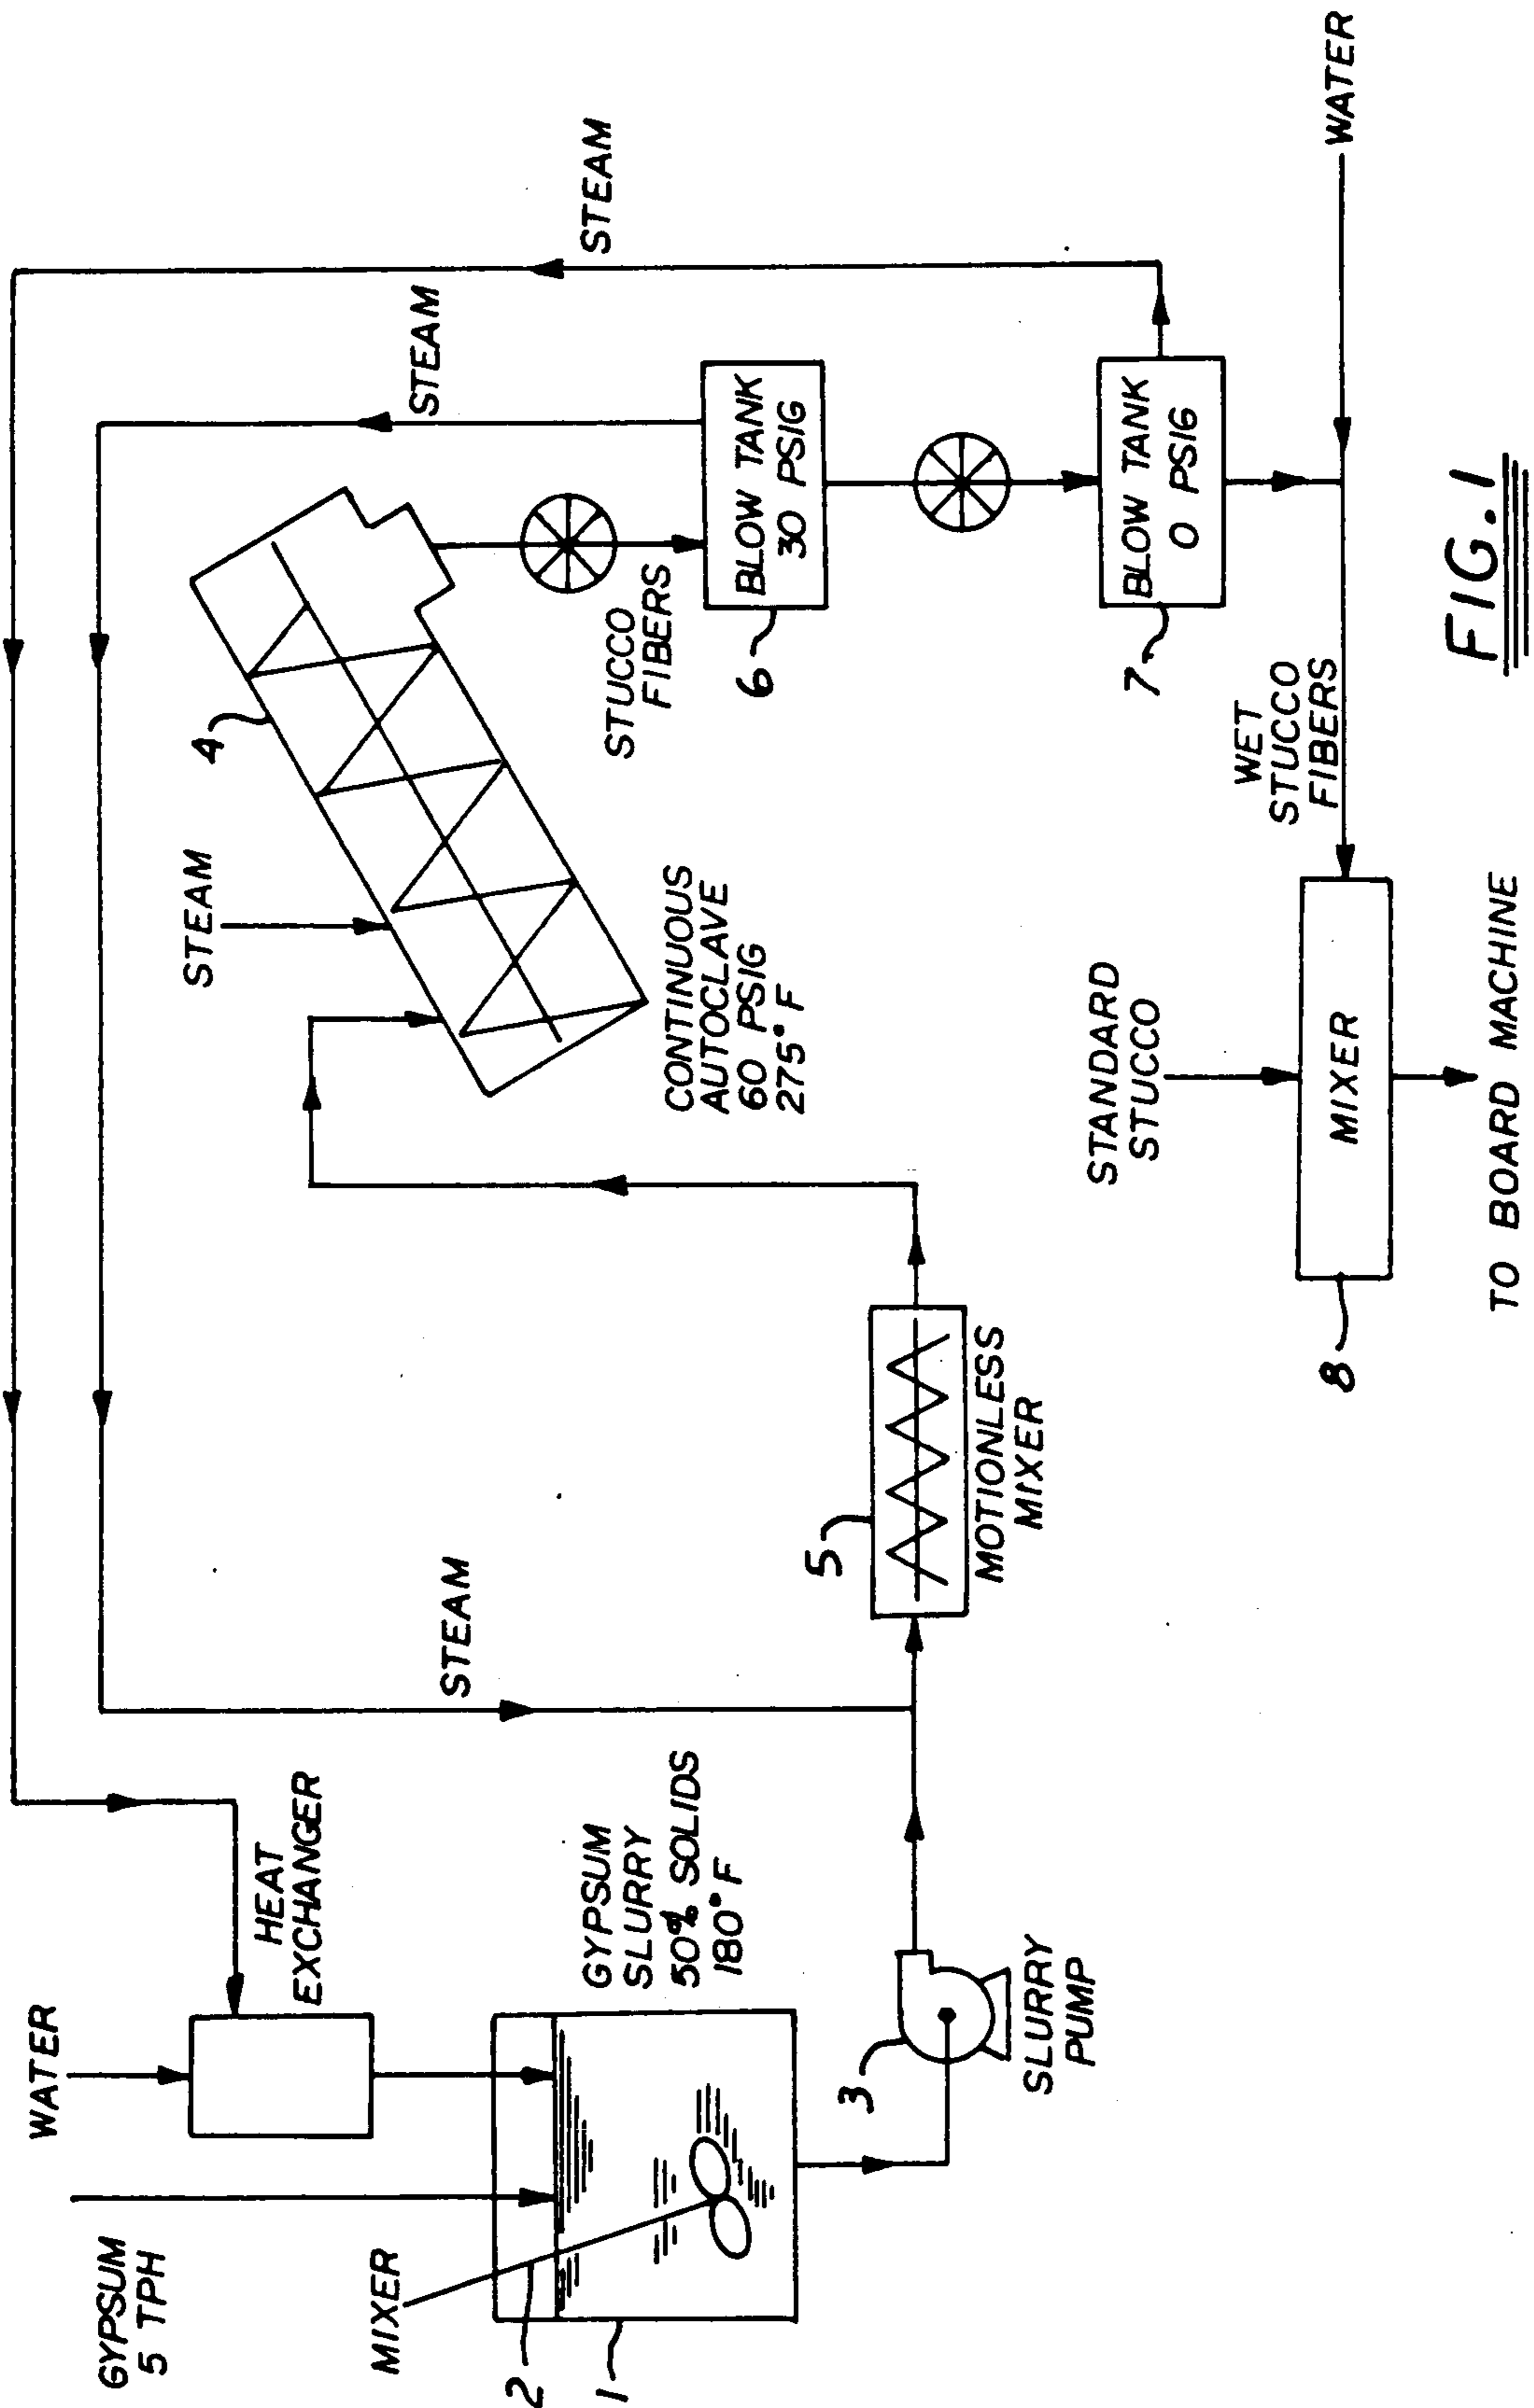 WATER
GYPSUM
5 TPH
HEAT
EXCHANGER
MIXER
2
1
GYPSUM
SLURRY
50% SOLIDS
180°F
3
SLURRY
PUMP
STEAM
5
MOTIONLESS
MIXER
STEAM
4
CONTINUOUS
AUTOCLAVE
60 PSIG
275°F
STEAM
STEAM
STUCCO
FIBERS
BLOW TANK
30 PSIG
6
BLOW TANK
0 PSIG
7
WATER
WET
STUCCO
FIBERS
STANDARD
STUCCO
MIXER
8
TO BOARD MACHINE
FIG. 1